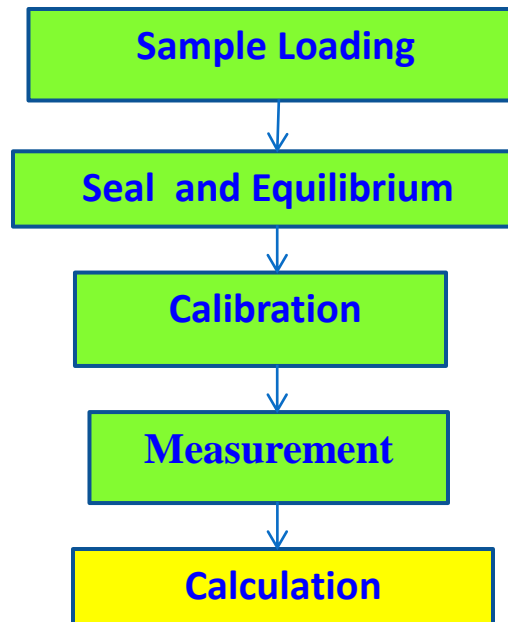 Sample Loading
Seal and Equilibrium
Calibration
Measurement
Calculation